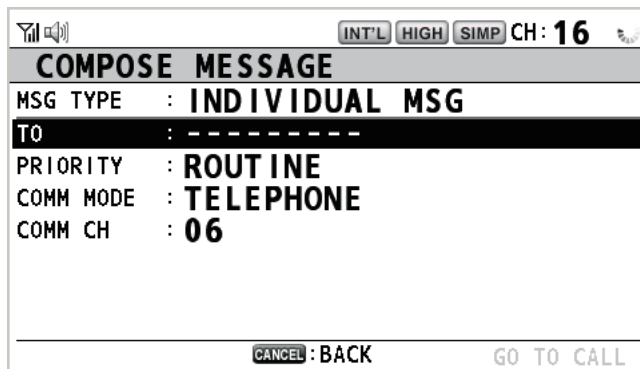 INT'L HIGH SIMP CH: 16
COMPOSE MESSAGE
MSG TYPE : INDIVIDUAL MSG
TO : ---------
PRIORITY : ROUTINE
COMM MODE : TELEPHONE
COMM CH : 06
CANCEL : BACK GO TO CALL